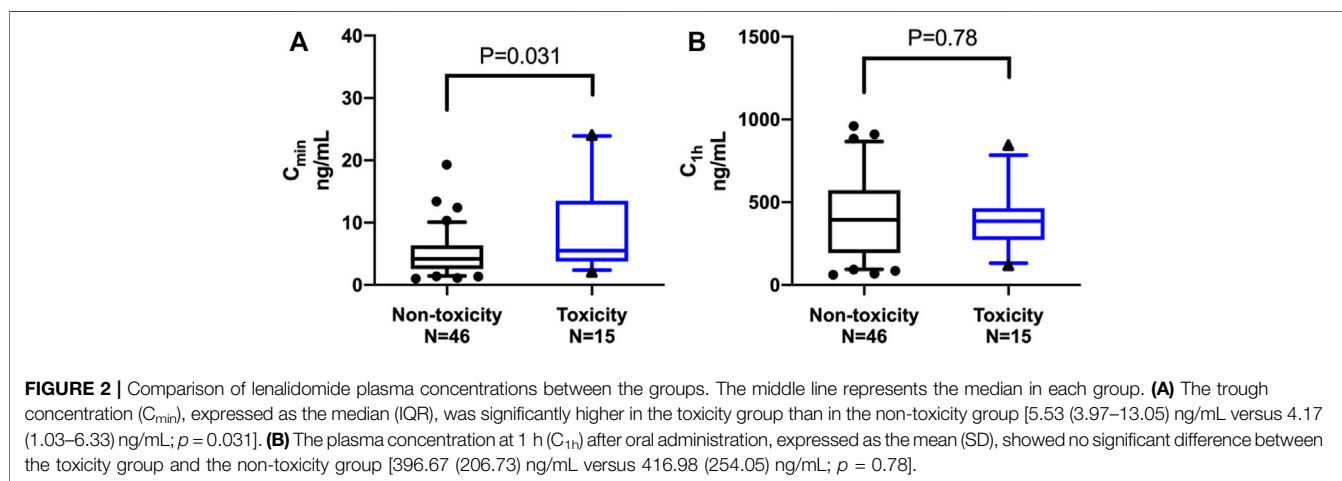 A
40
30
20
10
0
C_min
ng/mL
P=0.031
Non-toxicity
N=46
Toxicity
N=15
B
1500
1000
500
0
C_1h
ng/mL
P=0.78
Non-toxicity
N=46
Toxicity
N=15
FIGURE 2 | Comparison of lenalidomide plasma concentrations between the groups. The middle line represents the median in each group. (A) The trough
concentration (C_min), expressed as the median (IQR), was significantly higher in the toxicity group than in the non-toxicity group [5.53 (3.97–13.05) ng/mL versus 4.17
(1.03–6.33) ng/mL; p = 0.031]. (B) The plasma concentration at 1 h (C_1h) after oral administration, expressed as the mean (SD), showed no significant difference between
the toxicity group and the non-toxicity group [396.67 (206.73) ng/mL versus 416.98 (254.05) ng/mL; p = 0.78].